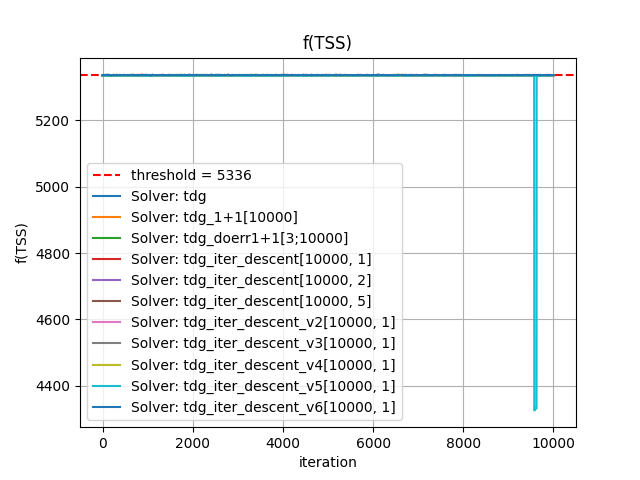 f(TSS)
5200
5000
4800
4600
4400
f(TSS)
threshold = 5336
Solver: tdg
Solver: tdg_1+1[10000]
Solver: tdg_doerr1+1[3;10000]
Solver: tdg_iter_descent[10000, 1]
Solver: tdg_iter_descent[10000, 2]
Solver: tdg_iter_descent[10000, 5]
Solver: tdg_iter_descent_v2[10000, 1]
Solver: tdg_iter_descent_v3[10000, 1]
Solver: tdg_iter_descent_v4[10000, 1]
Solver: tdg_iter_descent_v5[10000, 1]
Solver: tdg_iter_descent_v6[10000, 1]
0 2000 4000 6000 8000 10000
iteration